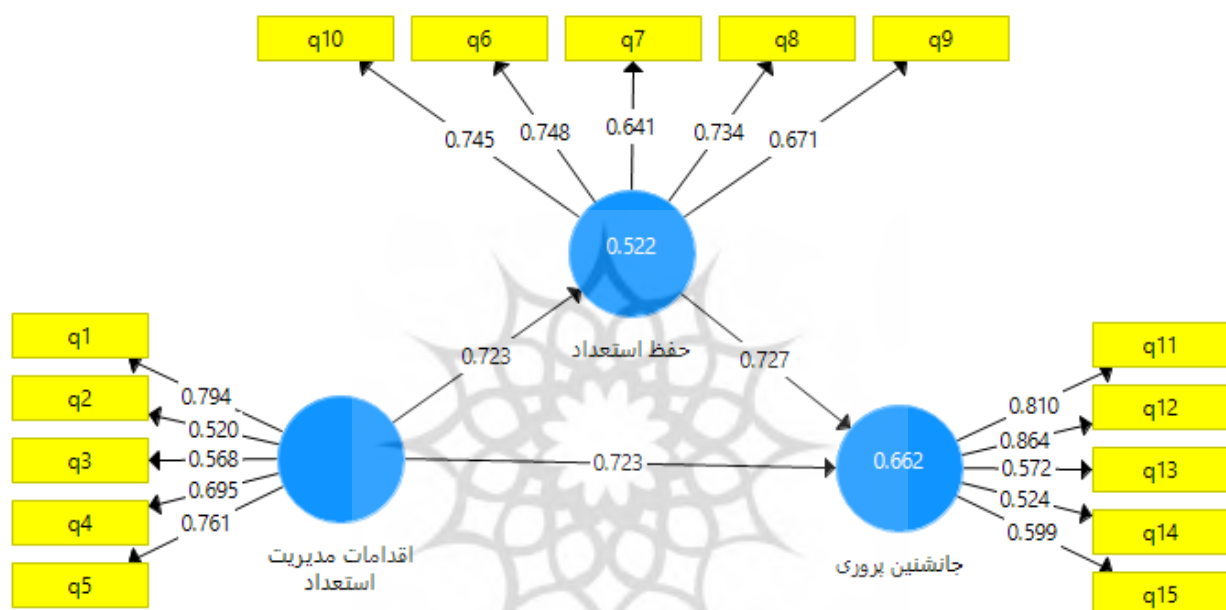 q10 q6 q7 q8 q9
0.745 0.748 0.641 0.734 0.671
0.522
حفظ استعداد
q1
q2
q3
q4
q5
0.794
0.520
0.568
0.695
0.761
0.723
0.727
0.723
اقدامات مدیریت
استعداد
0.662
جانشنین پروری
0.810
0.864
0.572
0.524
0.599
q11
q12
q13
q14
q15